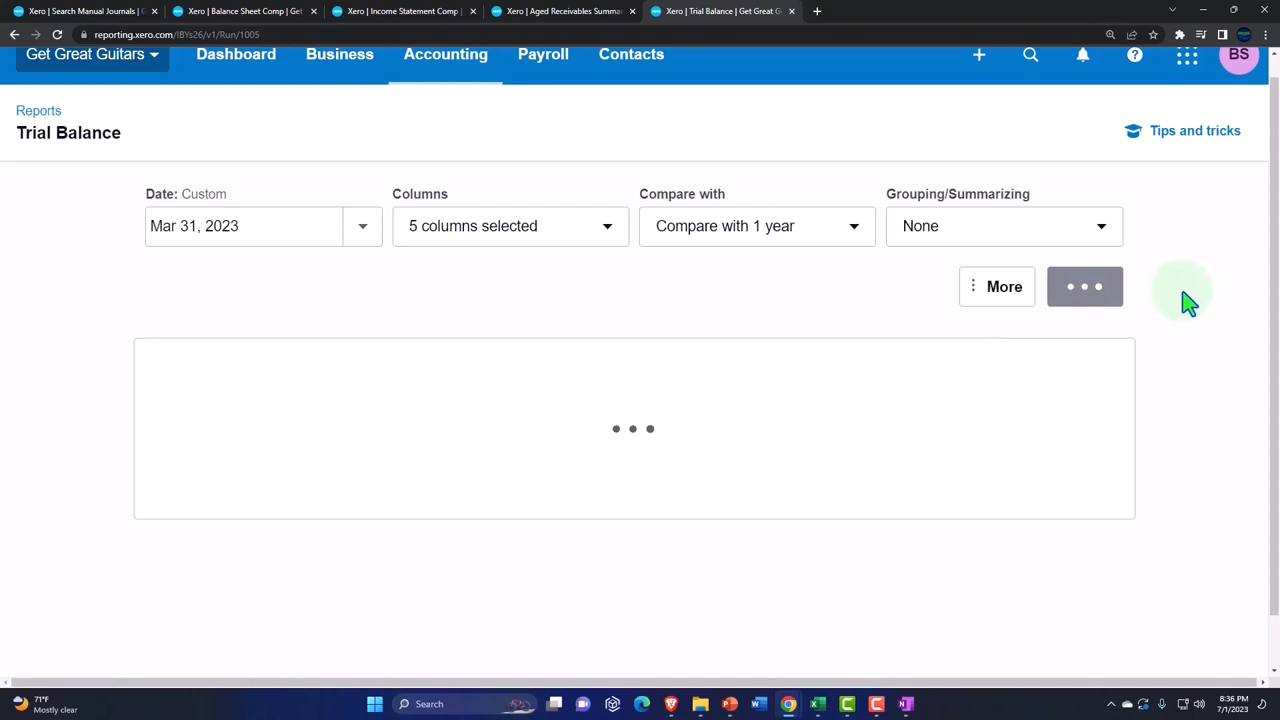 Xero | Search Manual Journals | G
Xero | Balance Sheet Comp | Get
Xero | Income Statement Comp |
Xero | Aged Receivables Summar
Xero | Trial Balance | Get Great G
reporting.xero.com/IBYs26/v1/Run/1005
Get Great Guitars
Dashboard
Business
Accounting
Payroll
Contacts
BS
Reports
Trial Balance
Tips and tricks
Date: Custom
Columns
Compare with
Grouping/Summarizing
Mar 31, 2023
5 columns selected
Compare with 1 year
None
More
71°F
Mostly clear
Search
8:36 PM
7/1/2023